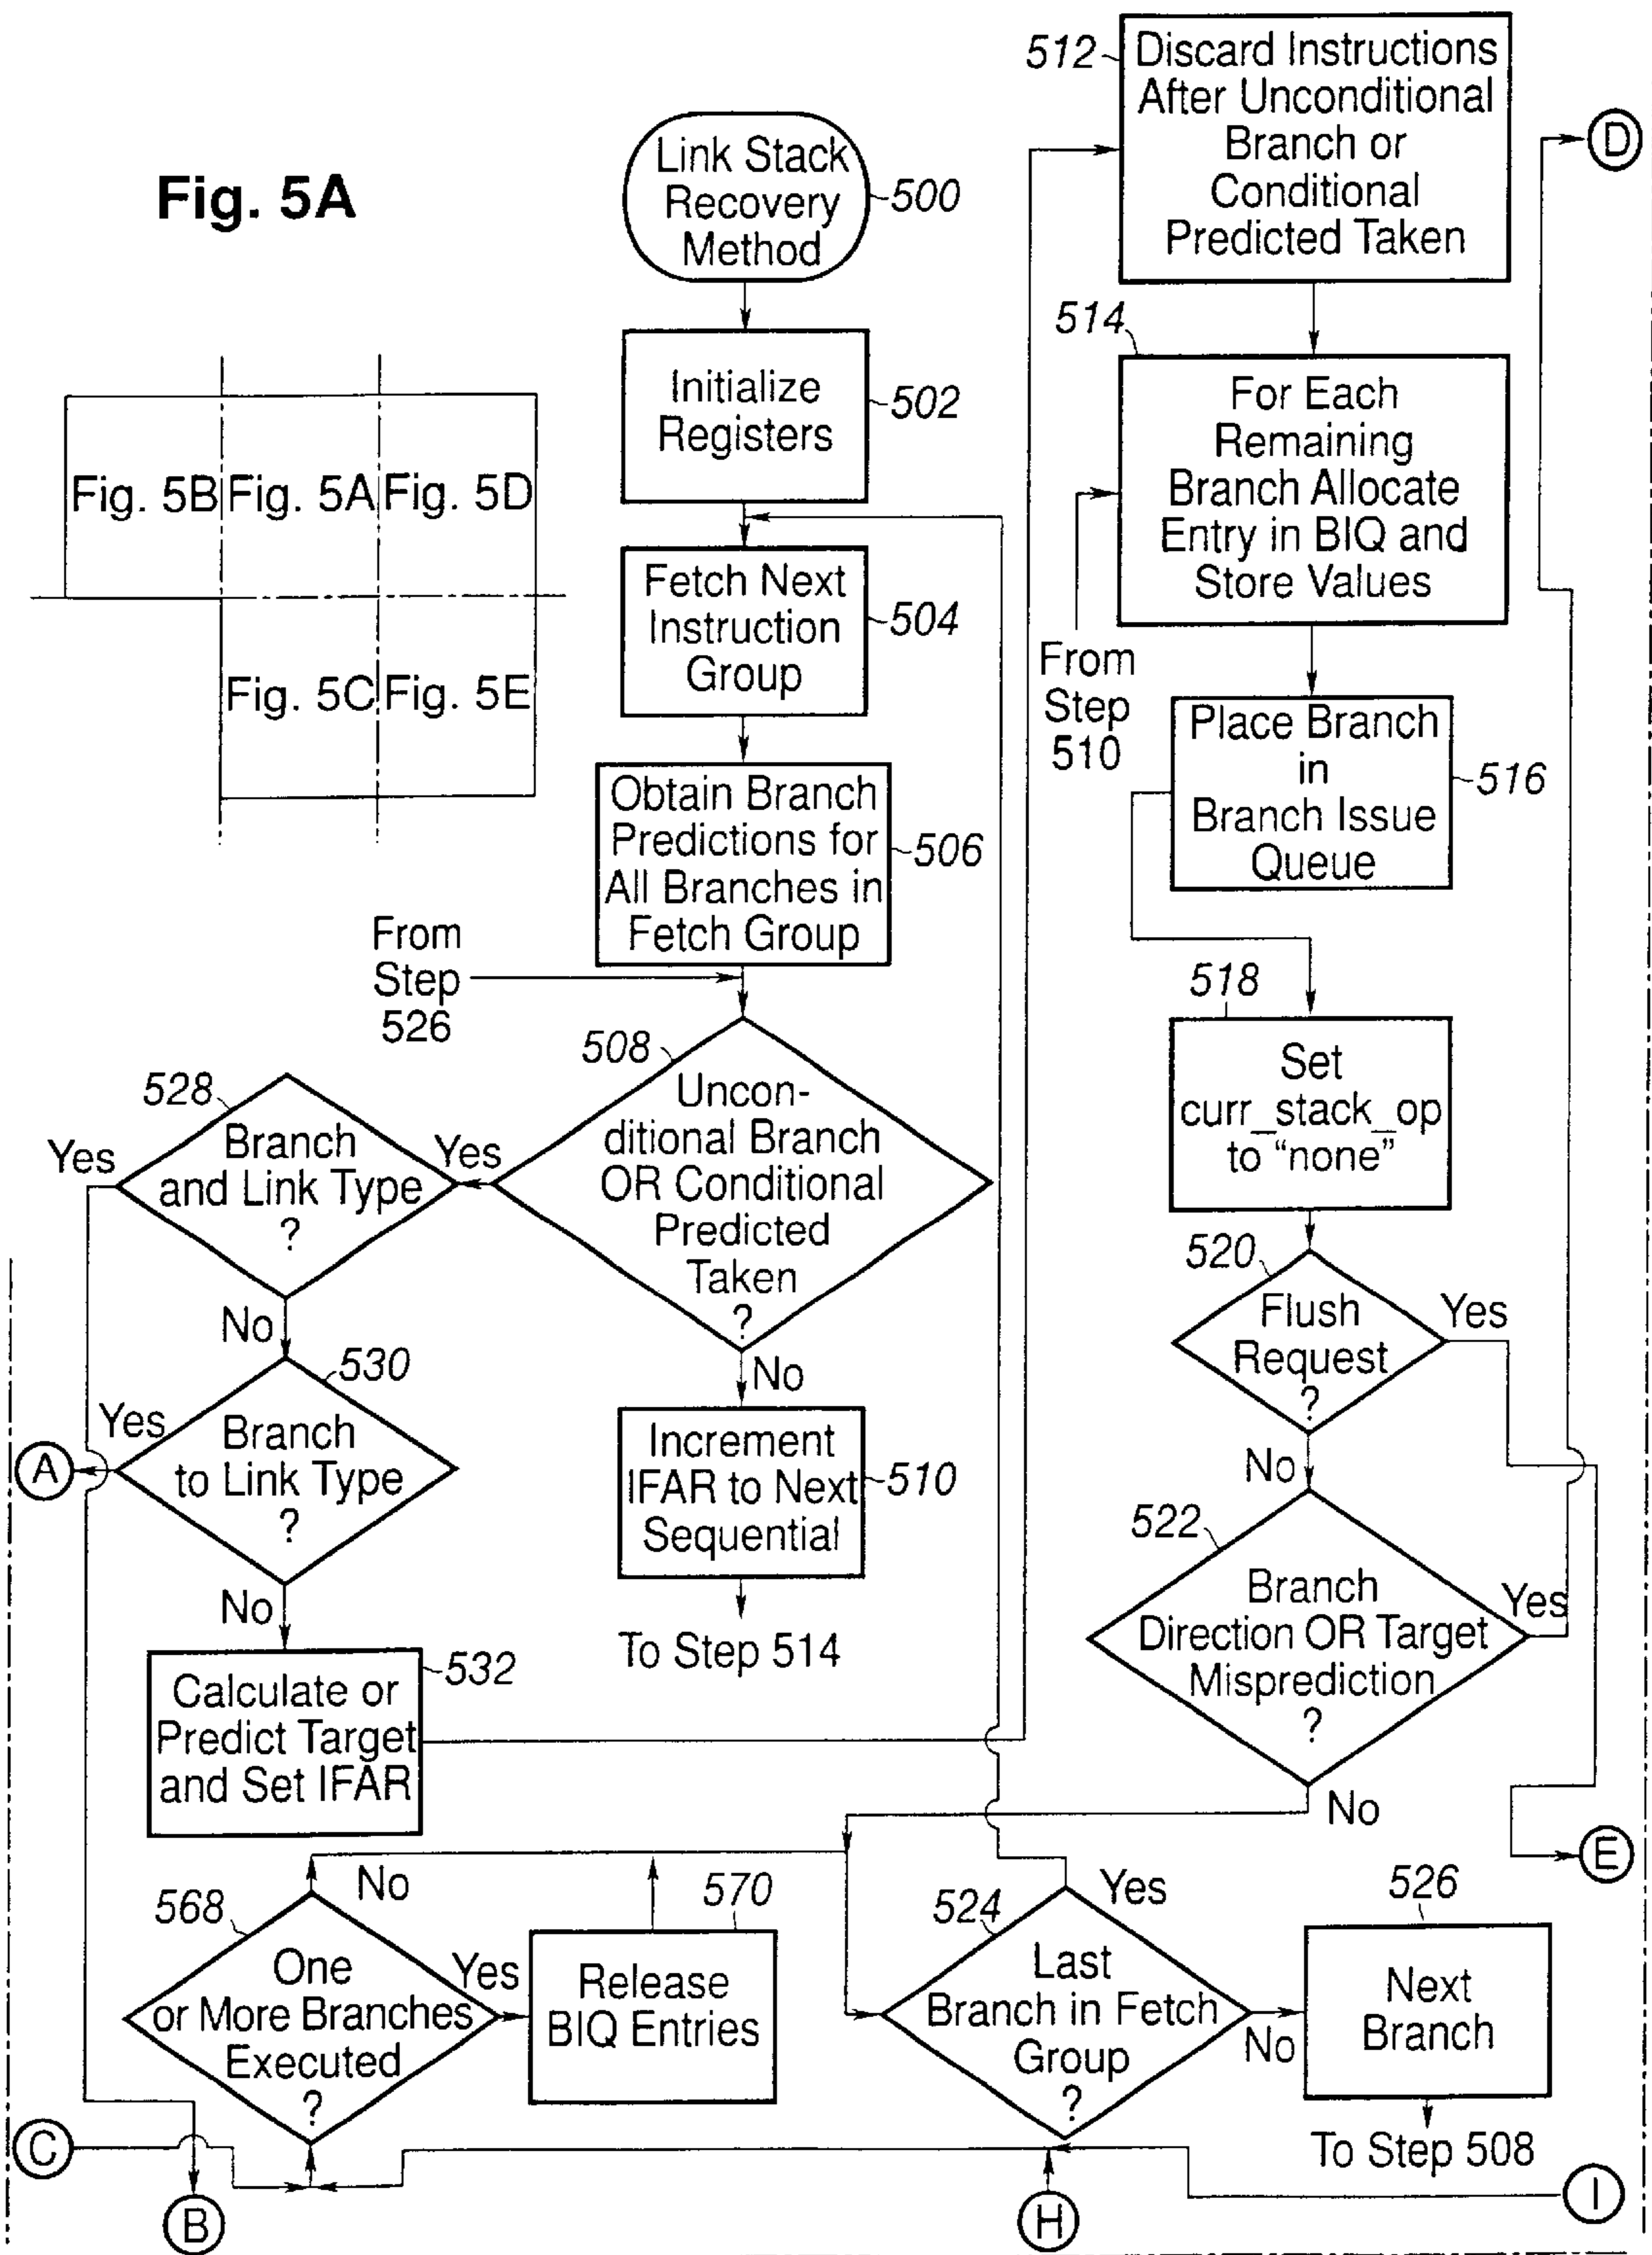 Fig. 5A
Fig. 5B
Fig. 5A
Fig. 5D
Fig. 5C
Fig. 5E
Link Stack
Recovery
Method
500
Initialize
Registers
502
Fetch Next
Instruction
Group
504
Obtain Branch
Predictions for
All Branches in
Fetch Group
506
From
Step
526
508
Uncon-
ditional Branch
OR Conditional
Predicted
Taken
?
Yes
No
528
Branch
and Link Type
?
Yes
No
530
Branch
to Link Type
?
Yes
A
No
Increment
IFAR to Next
Sequential
510
To Step 514
532
Calculate or
Predict Target
and Set IFAR
512
Discard Instructions
After Unconditional
Branch or
Conditional
Predicted Taken
D
514
For Each
Remaining
Branch Allocate
Entry in BIQ and
Store Values
From
Step
510
Place Branch
in
Branch Issue
Queue
516
518
Set
curr_stack_op
to “none”
520
Flush
Request
?
Yes
No
522
Branch
Direction OR Target
Misprediction
?
Yes
No
E
568
One
or More Branches
Executed
?
No
Yes
570
Release
BIQ Entries
524
Last
Branch in Fetch
Group
?
Yes
No
526
Next
Branch
To Step 508
C
B
H
I